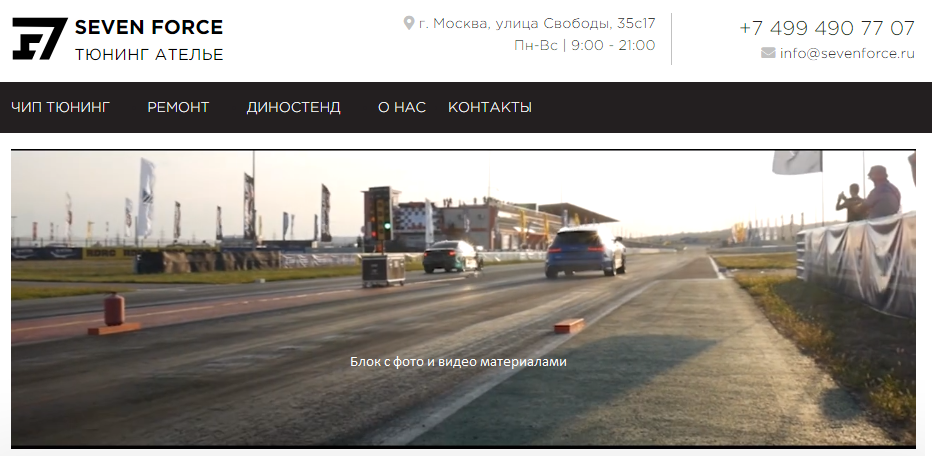 SEVEN FORCE
ТЮНИНГ АТЕЛЬЕ
г. Москва, улица Свободы, 35с17
Пн-Вс | 9:00 - 21:00
+7 499 490 77 07
info@sevenforce.ru
ЧИП ТЮНИНГ РЕМОНТ ДИНОСТЕНД О НАС КОНТАКТЫ
Блок с фото и видео материалами